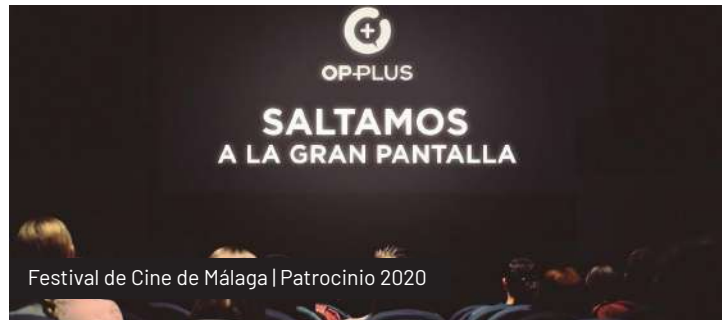 OP-PLUS
SALTAMOS
A LA GRAN PANTALLA
Festival de Cine de Málaga | Patrocinio 2020